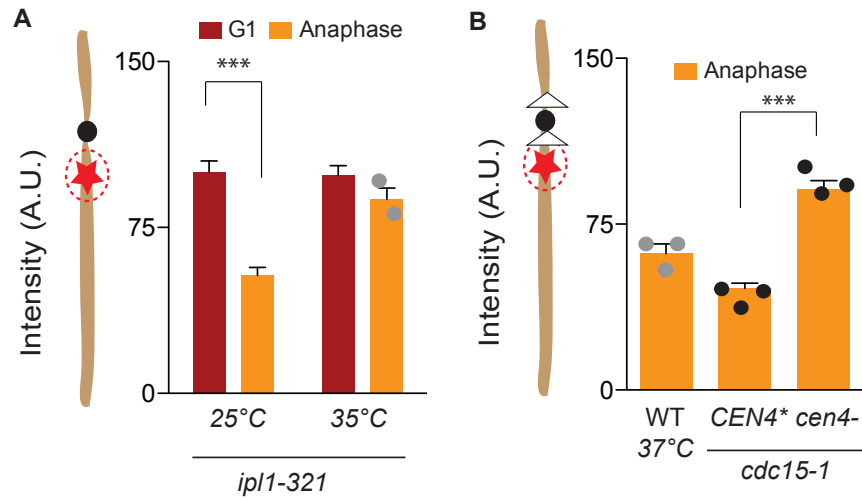 A
G1 Anaphase
150
***
75
0
Intensity (A.U.)
25°C 35°C
ipl1-321
B
150
Anaphase
***
75
0
Intensity (A.U.)
WT CEN4* cen4-
37°C
cdc15-1